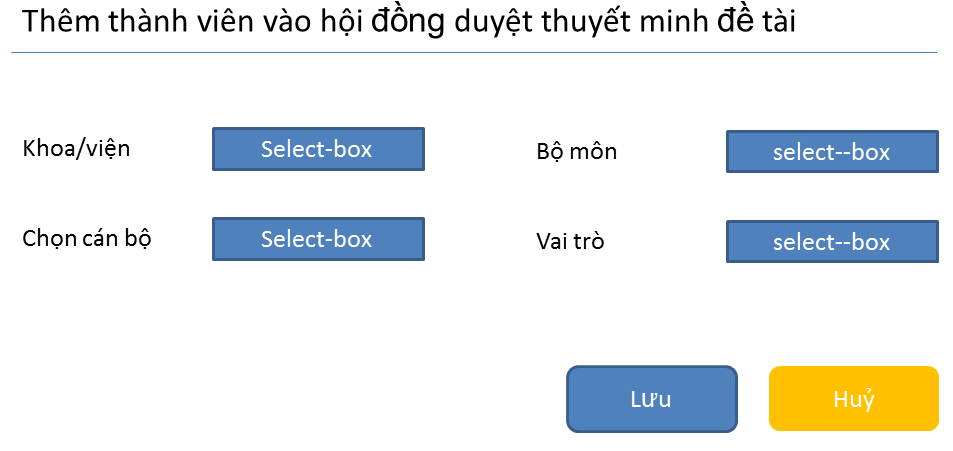 Thêm thành viên vào hội đồng duyệt thuyết minh đề tài
Khoa/viện Select-box Bộ môn select--box
Chọn cán bộ Select-box Vai trò select--box
Lưu Huỷ